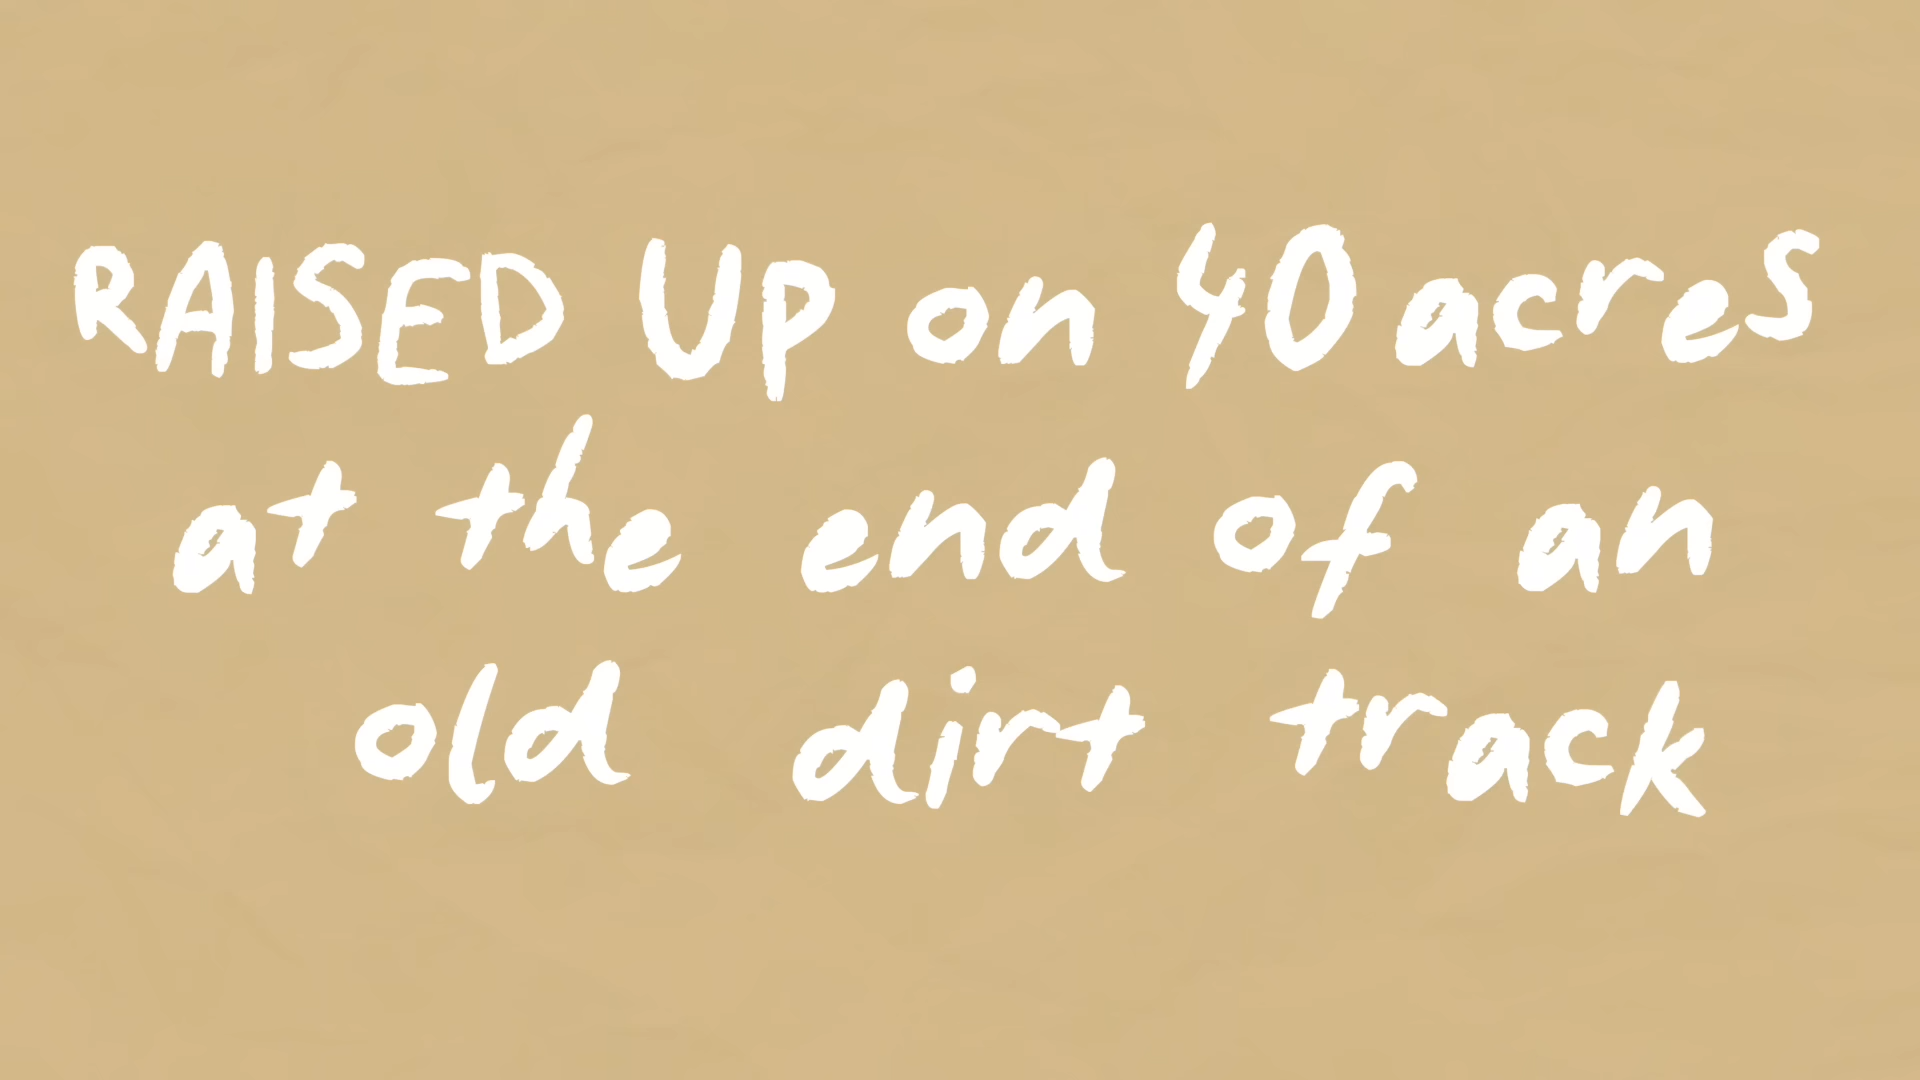 RAISED UP on 40 acres
at the end of an
old dirt track